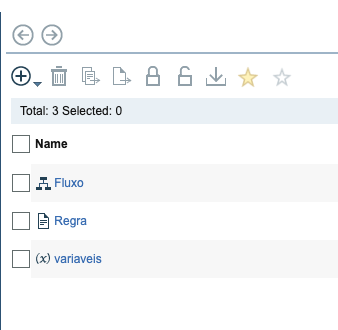 Total: 3 Selected: 0
Name
Fluxo
Regra
(x) variaveis